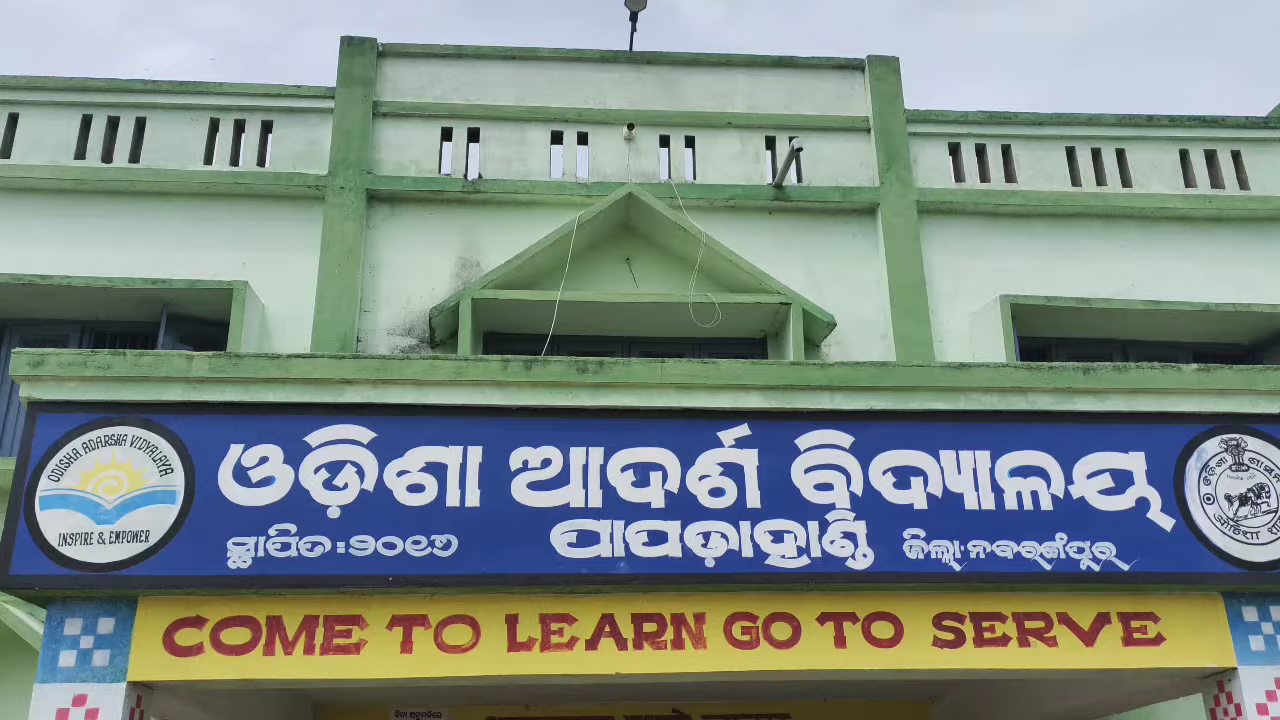 ODISHA ADARSHA VIDYALAYA
INSPIRE & EMPOWER
ଓଡ଼ିଶା ଆଦର୍ଶ ବିଦ୍ୟାଳୟ
ସ୍ଥାପିତ:୨୦୧୬ ପାପଡ଼ାହାଣ୍ଡି ଜିଲ୍ଲା-ନବରଙ୍ଗପୁର
COME TO LEARN GO TO SERVE